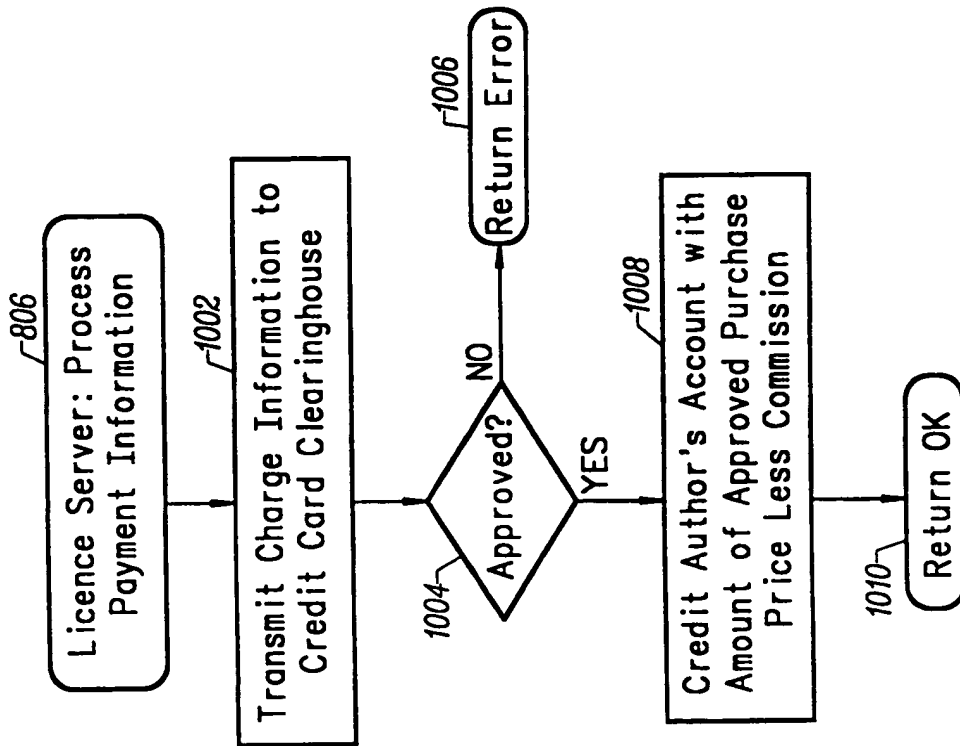 806
Licence Server: Process
Payment Information
1002
Transmit Charge Information to
Credit Card Clearinghouse
1004
Approved?
NO
1006
Return Error
YES
1008
Credit Author's Account with
Amount of Approved Purchase
Price Less Commission
1010
Return OK